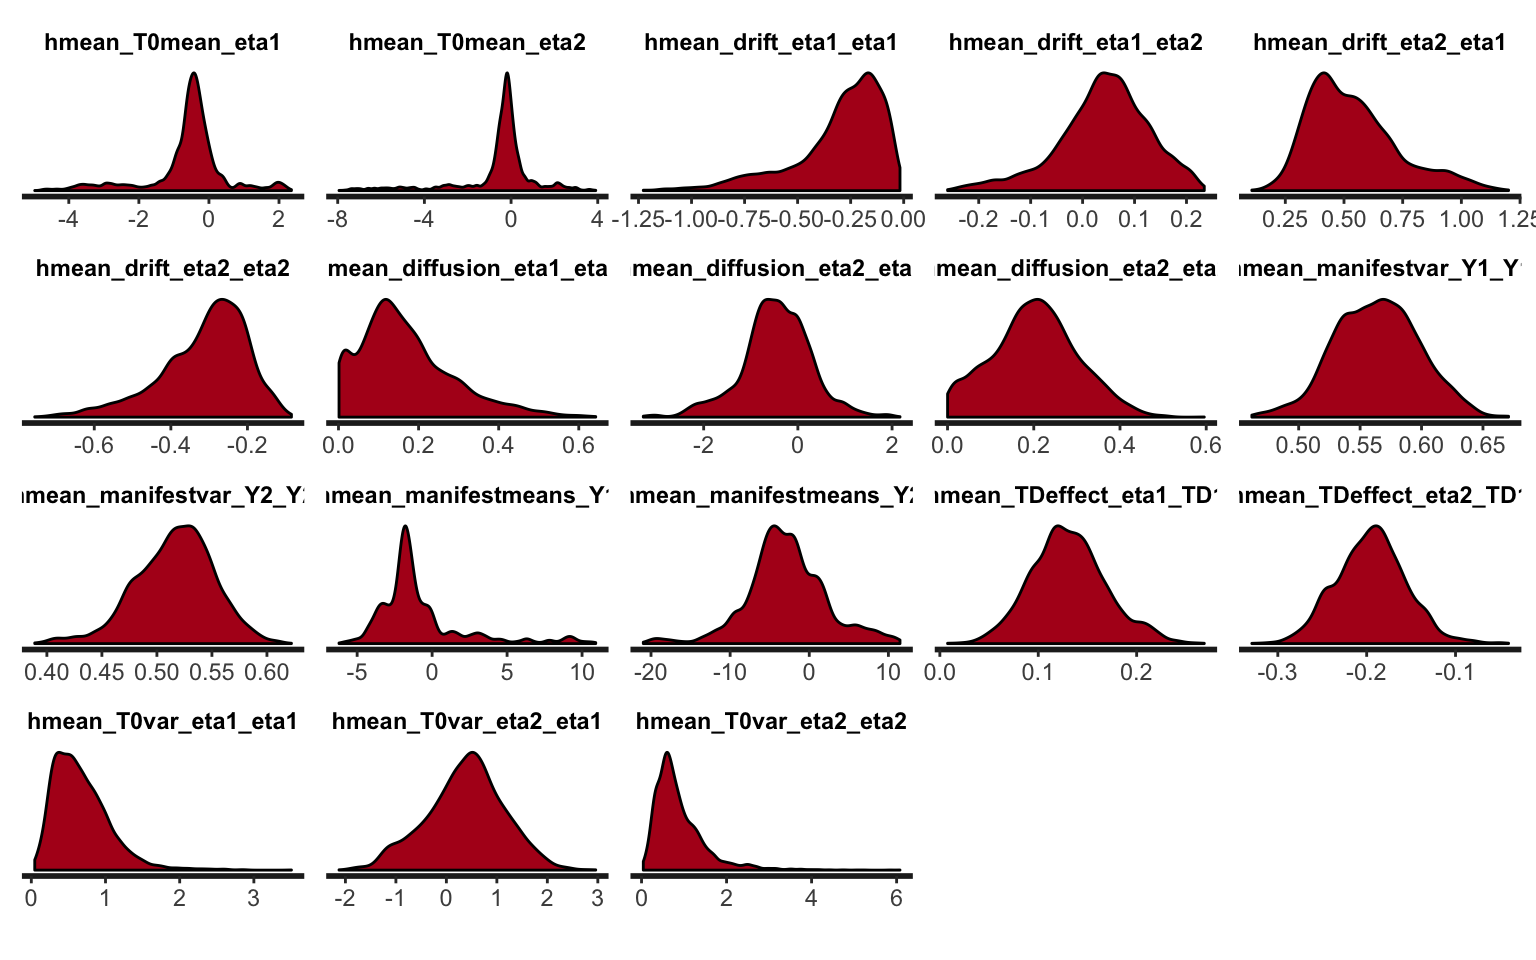 hmean_T0mean_eta1 hmean_T0mean_eta2 hmean_drift_eta1_eta1 hmean_drift_eta1_eta2 hmean_drift_eta2_eta1
-4 -2 0 2 -8 -4 0 4 -1.25 -1.00 -0.75 -0.50 -0.25 0.00 -0.2 -0.1 0.0 0.1 0.2 0.25 0.50 0.75 1.00 1.25
hmean_drift_eta2_eta2 mean_diffusion_eta1_eta mean_diffusion_eta2_eta mean_diffusion_eta2_eta mean_manifestvar_Y1_Y
-0.6 -0.4 -0.2 0.0 0.2 0.4 0.6 -2 0 2 0.0 0.2 0.4 0.6 0.50 0.55 0.60 0.65
mean_manifestvar_Y2_Y mean_manifestmeans_Y1 mean_manifestmeans_Y2 mean_TDeffect_eta1_TD1 mean_TDeffect_eta2_TD1
0.40 0.45 0.50 0.55 0.60 -5 0 5 10 -20 -10 0 10 0.0 0.1 0.2 -0.3 -0.2 -0.1
hmean_T0var_eta1_eta1 hmean_T0var_eta2_eta1 hmean_T0var_eta2_eta2
0 1 2 3 -2 -1 0 1 2 3 0 2 4 6